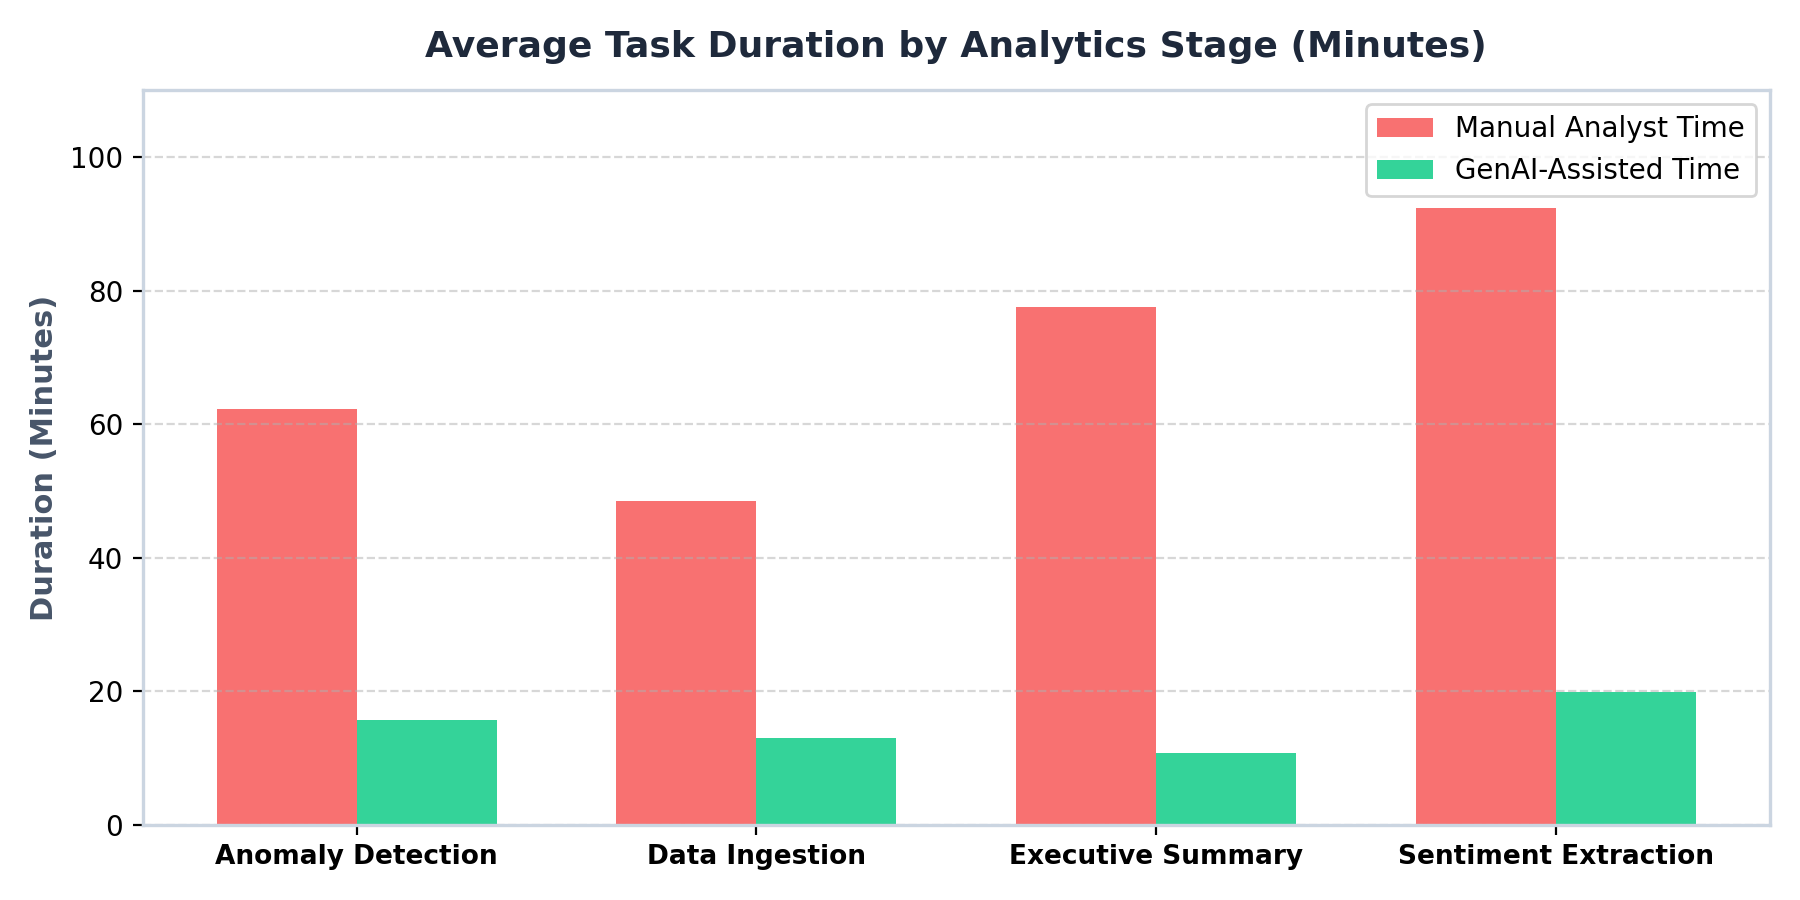 Average Task Duration by Analytics Stage (Minutes)
Manual Analyst Time
GenAI-Assisted Time
Duration (Minutes)
100
80
60
40
20
0
Anomaly Detection
Data Ingestion
Executive Summary
Sentiment Extraction